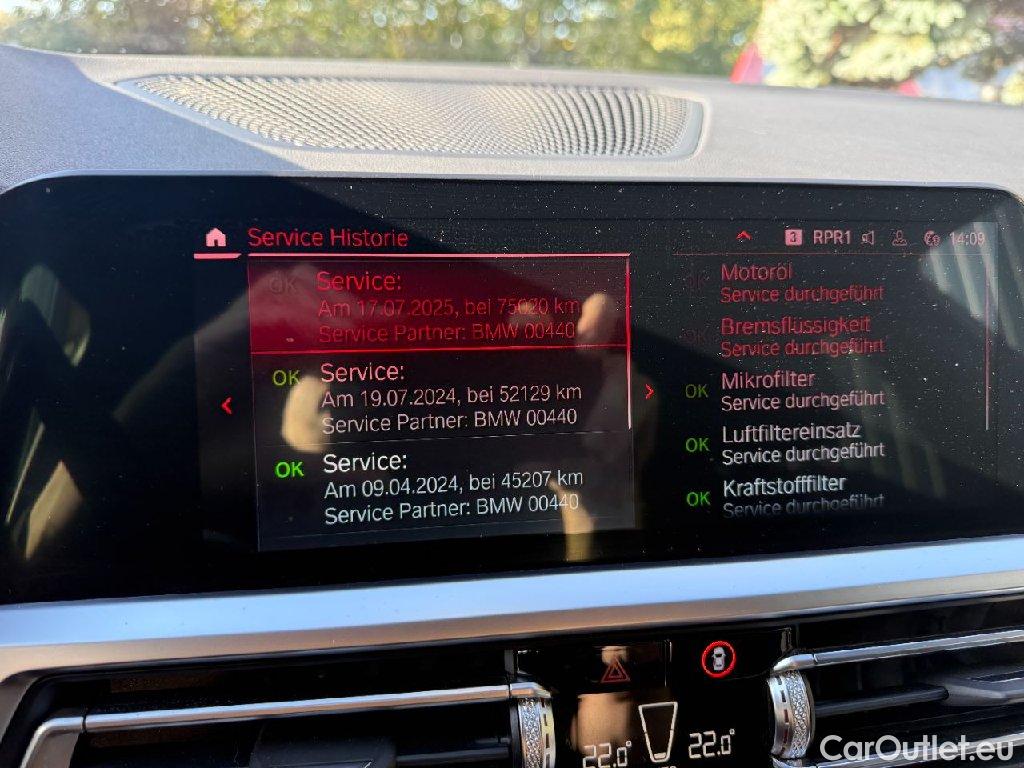 Service Historie
3 RPR1 14:09
OK Service:
Am 17.07.2025, bei 75020 km
Service Partner: BMW 00440
OK Service:
Am 19.07.2024, bei 52129 km
Service Partner: BMW 00440
OK Service:
Am 09.04.2024, bei 45207 km
Service Partner: BMW 00440
Motoröl
Service durchgeführt
Bremsflüssigkeit
Service durchgeführt
OK Mikrofilter
Service durchgeführt
OK Luftfiltereinsatz
Service durchgeführt
OK Kraftstofffilter
Service durchgeführt
22.0° 22.0°
CarOutlet.eu